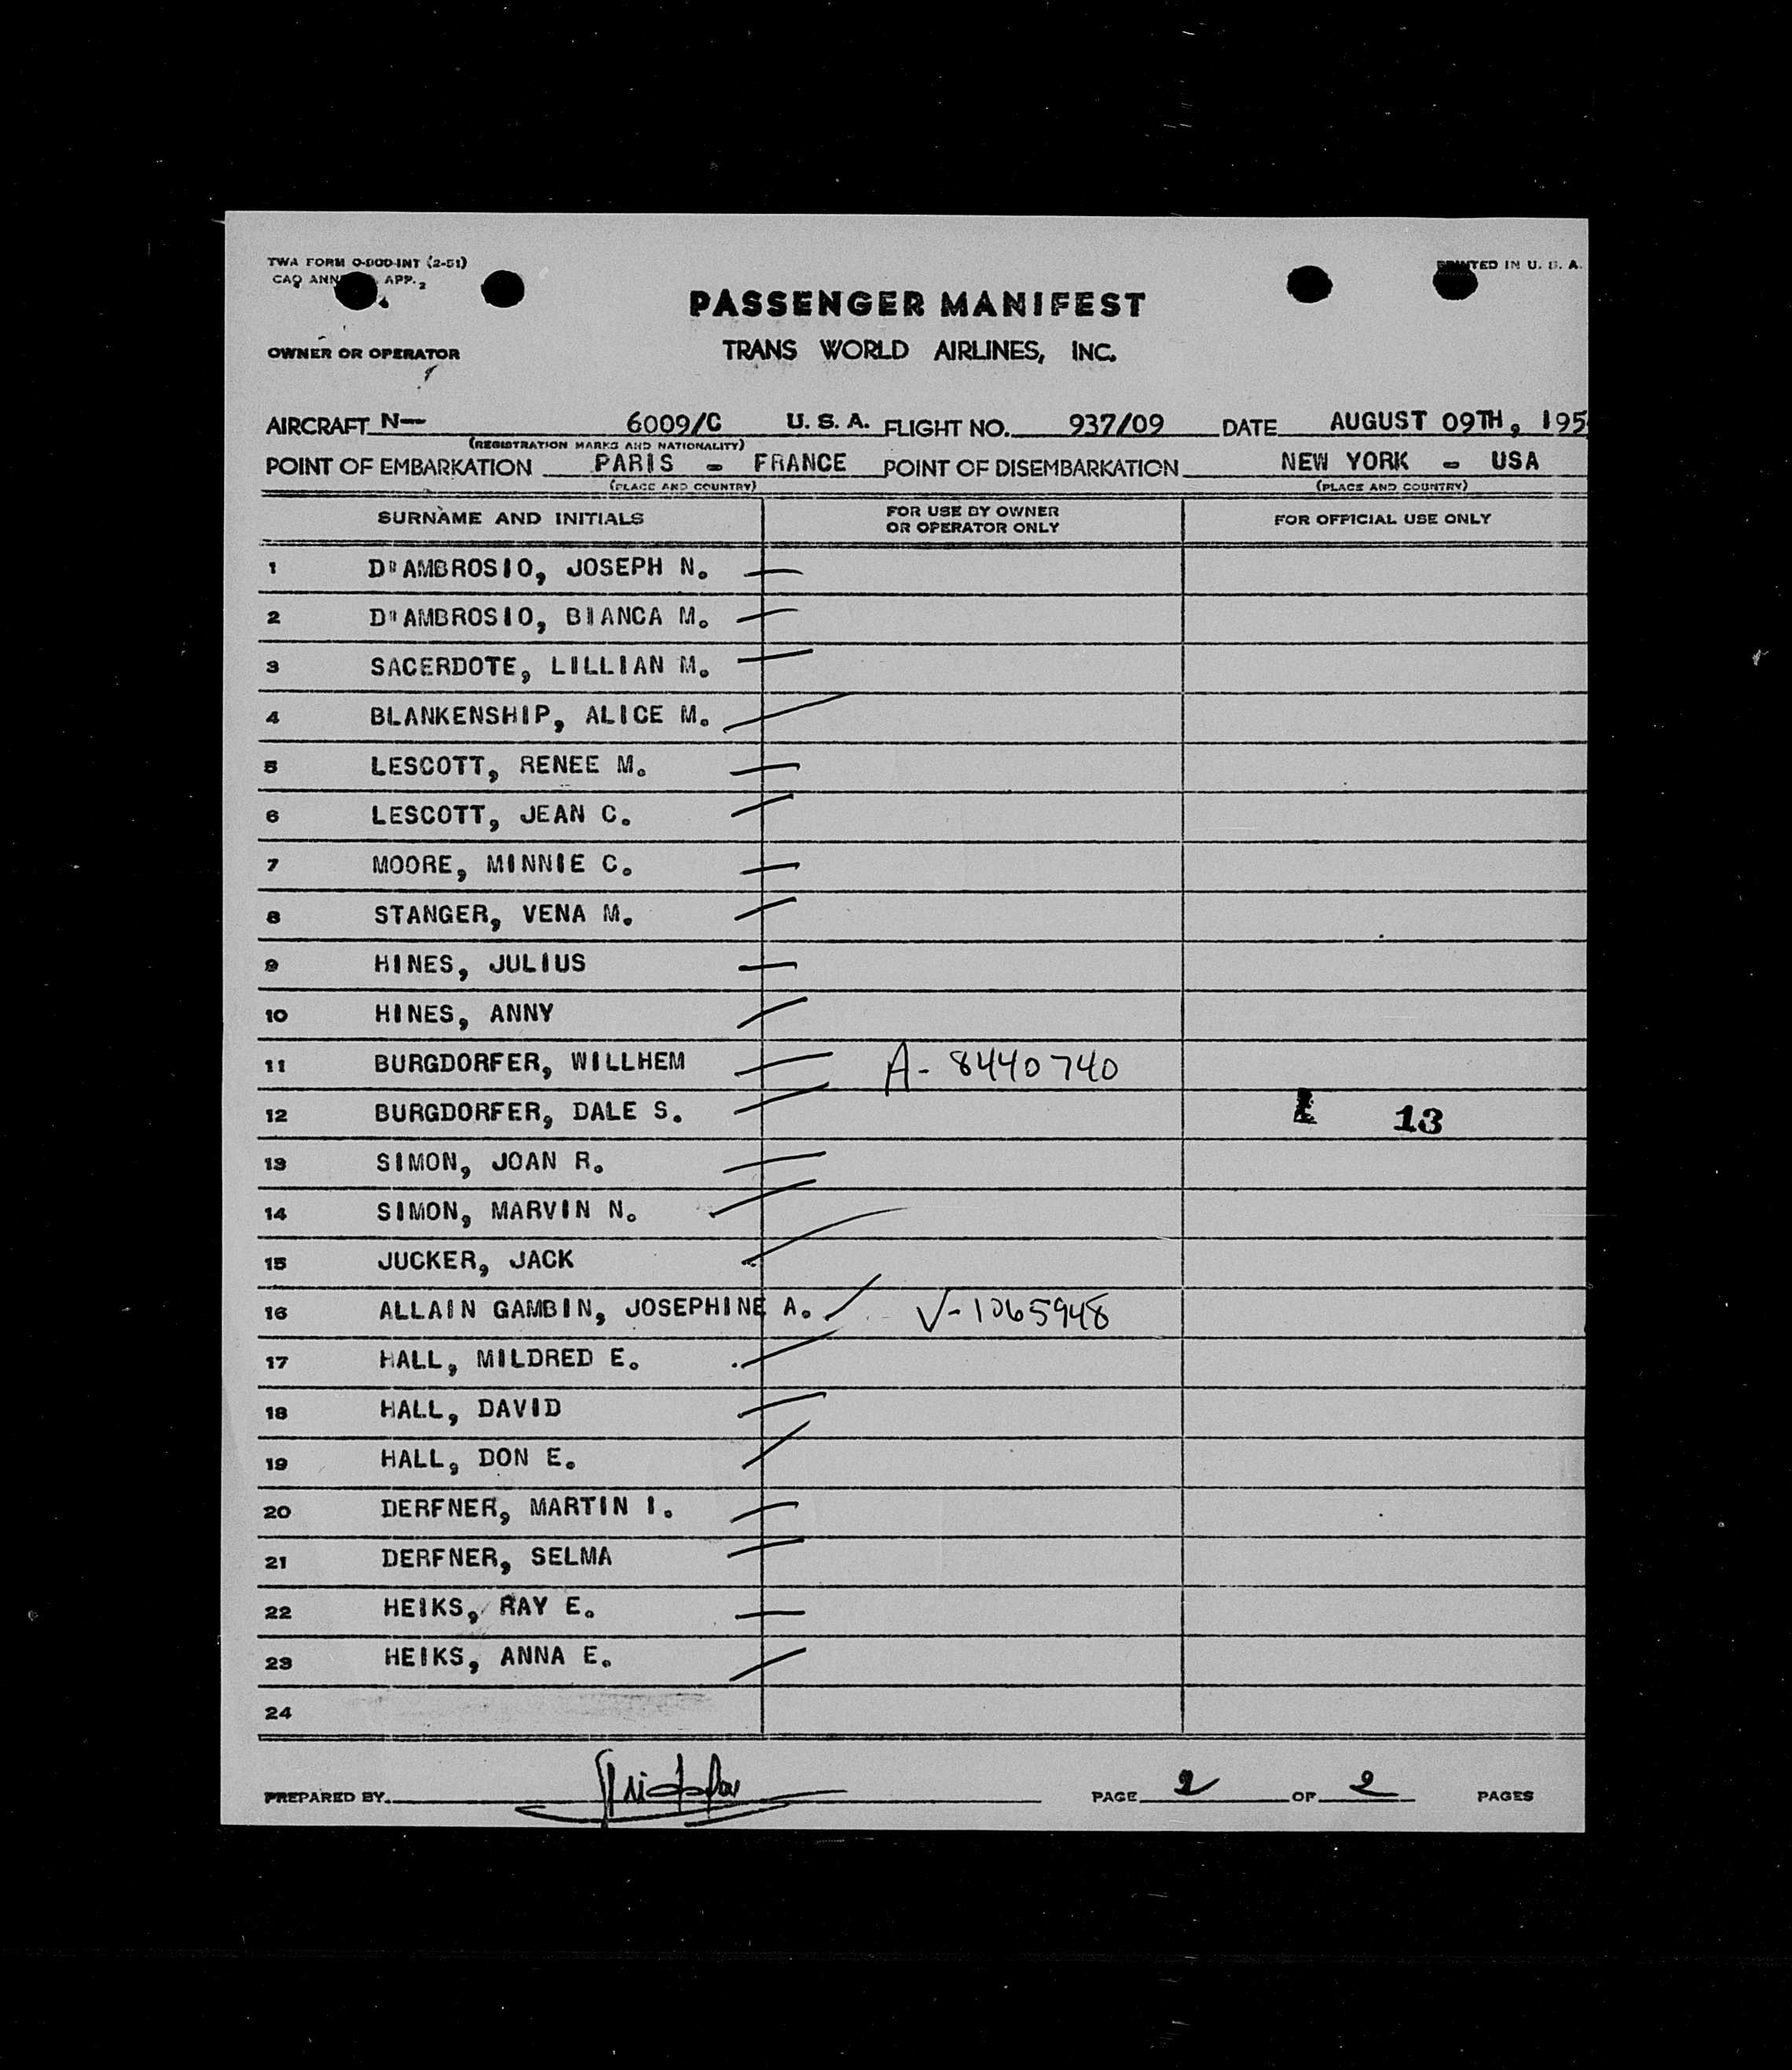 TWA FORM O-800-INT (2-51)
PRINTED IN U. S. A.
PASSENGER MANIFEST
OWNER OR OPERATOR TRANS WORLD AIRLINES, INC.
AIRCRAFT N— 6009/C U. S. A. FLIGHT NO. 937/09 DATE AUGUST 09TH, 195
(REGISTRATION MARKS AND NATIONALITY)
POINT OF EMBARKATION PARIS - FRANCE POINT OF DISEMBARKATION NEW YORK - USA
(PLACE AND COUNTRY) (PLACE AND COUNTRY)
SURNAME AND INITIALS FOR USE BY OWNER OR OPERATOR ONLY FOR OFFICIAL USE ONLY
1 D'AMBROSIO, JOSEPH N.
2 D'AMBROSIO, BIANCA M.
3 SACERDOTE, LILLIAN M.
4 BLANKENSHIP, ALICE M.
5 LESCOTT, RENEE M.
6 LESCOTT, JEAN C.
7 MOORE, MINNIE C.
8 STANGER, VENA M.
9 HINES, JULIUS
10 HINES, ANNY
11 BURGDORFER, WILLHEM A- 8440740
12 BURGDORFER, DALE S. 13
13 SIMON, JOAN R.
14 SIMON, MARVIN N.
15 JUCKER, JACK
16 ALLAIN GAMBIN, JOSEPHINE A. V-1065948
17 HALL, MILDRED E.
18 HALL, DAVID
19 HALL, DON E.
20 DERFNER, MARTIN I.
21 DERFNER, SELMA
22 HEIKS, RAY E.
23 HEIKS, ANNA E.
24
PREPARED BY PAGE 2 OF 2 PAGES